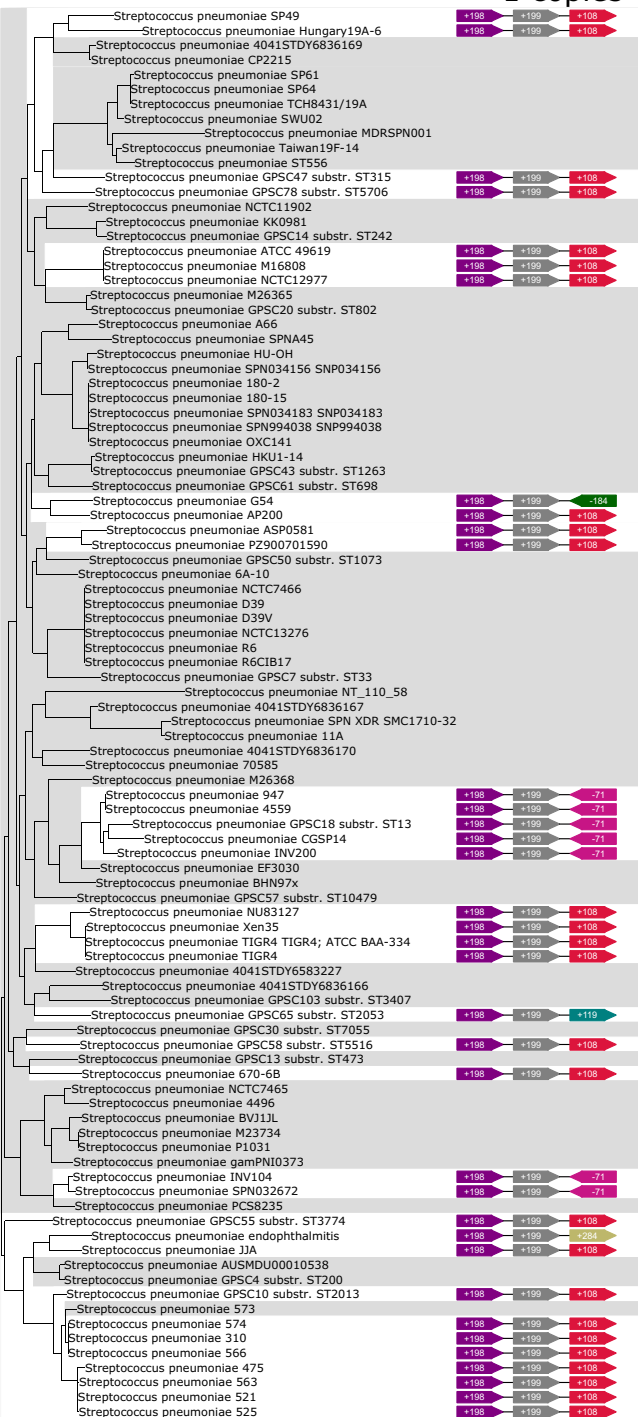 Streptococcus pneumoniae SP49 +198 +199 +108
Streptococcus pneumoniae Hungary19A-6 +198 +199 +108
Streptococcus pneumoniae 4041STDY6836169
Streptococcus pneumoniae CP2215
Streptococcus pneumoniae SP61
Streptococcus pneumoniae SP64
Streptococcus pneumoniae TCH8431/19A
Streptococcus pneumoniae SWU02
Streptococcus pneumoniae MDRSPN001
Streptococcus pneumoniae Taiwan19F-14
Streptococcus pneumoniae ST556
Streptococcus pneumoniae GPSC47 substr. ST315 +198 +199 +108
Streptococcus pneumoniae GPSC78 substr. ST5706 +198 +199 +108
Streptococcus pneumoniae NCTC11902
Streptococcus pneumoniae KK0981
Streptococcus pneumoniae GPSC14 substr. ST242
Streptococcus pneumoniae ATCC 49619 +198 +199 +108
Streptococcus pneumoniae M16808 +198 +199 +108
Streptococcus pneumoniae NCTC12977 +198 +199 +108
Streptococcus pneumoniae M26365
Streptococcus pneumoniae GPSC20 substr. ST802
Streptococcus pneumoniae A66
Streptococcus pneumoniae SPNA45
Streptococcus pneumoniae HU-OH
Streptococcus pneumoniae SPN034156 SNP034156
Streptococcus pneumoniae 180-2
Streptococcus pneumoniae 180-15
Streptococcus pneumoniae SPN034183 SNP034183
Streptococcus pneumoniae SPN994038 SNP994038
Streptococcus pneumoniae OXC141
Streptococcus pneumoniae HKU1-14
Streptococcus pneumoniae GPSC43 substr. ST1263
Streptococcus pneumoniae GPSC61 substr. ST698
Streptococcus pneumoniae G54 +198 +199 -184
Streptococcus pneumoniae AP200 +198 +199 +108
Streptococcus pneumoniae ASP0581 +198 +199 +108
Streptococcus pneumoniae PZ900701590 +198 +199 +108
Streptococcus pneumoniae GPSC50 substr. ST1073
Streptococcus pneumoniae 6A-10
Streptococcus pneumoniae NCTC7466
Streptococcus pneumoniae D39
Streptococcus pneumoniae D39V
Streptococcus pneumoniae NCTC13276
Streptococcus pneumoniae R6
Streptococcus pneumoniae R6CIB17
Streptococcus pneumoniae GPSC7 substr. ST33
Streptococcus pneumoniae NT_110_58
Streptococcus pneumoniae 4041STDY6836167
Streptococcus pneumoniae SPN XDR SMC1710-32
Streptococcus pneumoniae 11A
Streptococcus pneumoniae 4041STDY6836170
Streptococcus pneumoniae 70585
Streptococcus pneumoniae M26368
Streptococcus pneumoniae 947 +198 +199 -71
Streptococcus pneumoniae 4559 +198 +199 -71
Streptococcus pneumoniae GPSC18 substr. ST13 +198 +199 -71
Streptococcus pneumoniae CGSP14 +198 +199 -71
Streptococcus pneumoniae INV200 +198 +199 -71
Streptococcus pneumoniae EF3030
Streptococcus pneumoniae BHN97x
Streptococcus pneumoniae GPSC57 substr. ST10479
Streptococcus pneumoniae NU83127 +198 +199 +108
Streptococcus pneumoniae Xen35 +198 +199 +108
Streptococcus pneumoniae TIGR4 TIGR4; ATCC BAA-334 +198 +199 +108
Streptococcus pneumoniae TIGR4 +198 +199 +108
Streptococcus pneumoniae 4041STDY6583227
Streptococcus pneumoniae 4041STDY6836166
Streptococcus pneumoniae GPSC103 substr. ST3407
Streptococcus pneumoniae GPSC65 substr. ST2053 +198 +199 +119
Streptococcus pneumoniae GPSC30 substr. ST7055
Streptococcus pneumoniae GPSC58 substr. ST5516 +198 +199 +108
Streptococcus pneumoniae GPSC13 substr. ST473
Streptococcus pneumoniae 670-6B +198 +199 +108
Streptococcus pneumoniae NCTC7465
Streptococcus pneumoniae 4496
Streptococcus pneumoniae BVJ1JL
Streptococcus pneumoniae M23734
Streptococcus pneumoniae P1031
Streptococcus pneumoniae gamPNI0373
Streptococcus pneumoniae INV104 +198 +199 -71
Streptococcus pneumoniae SPN032672 +198 +199 -71
Streptococcus pneumoniae PCS8235
Streptococcus pneumoniae GPSC55 substr. ST3774 +198 +199 +108
Streptococcus pneumoniae endophthalmitis +198 +199 +284
Streptococcus pneumoniae JJA +198 +199 +108
Streptococcus pneumoniae AUSMDU00010538
Streptococcus pneumoniae GPSC4 substr. ST200
Streptococcus pneumoniae GPSC10 substr. ST2013 +198 +199 +108
Streptococcus pneumoniae 573
Streptococcus pneumoniae 574 +198 +199 +108
Streptococcus pneumoniae 310 +198 +199 +108
Streptococcus pneumoniae 566 +198 +199 +108
Streptococcus pneumoniae 475 +198 +199 +108
Streptococcus pneumoniae 563 +198 +199 +108
Streptococcus pneumoniae 521 +198 +199 +108
Streptococcus pneumoniae 525 +198 +199 +108